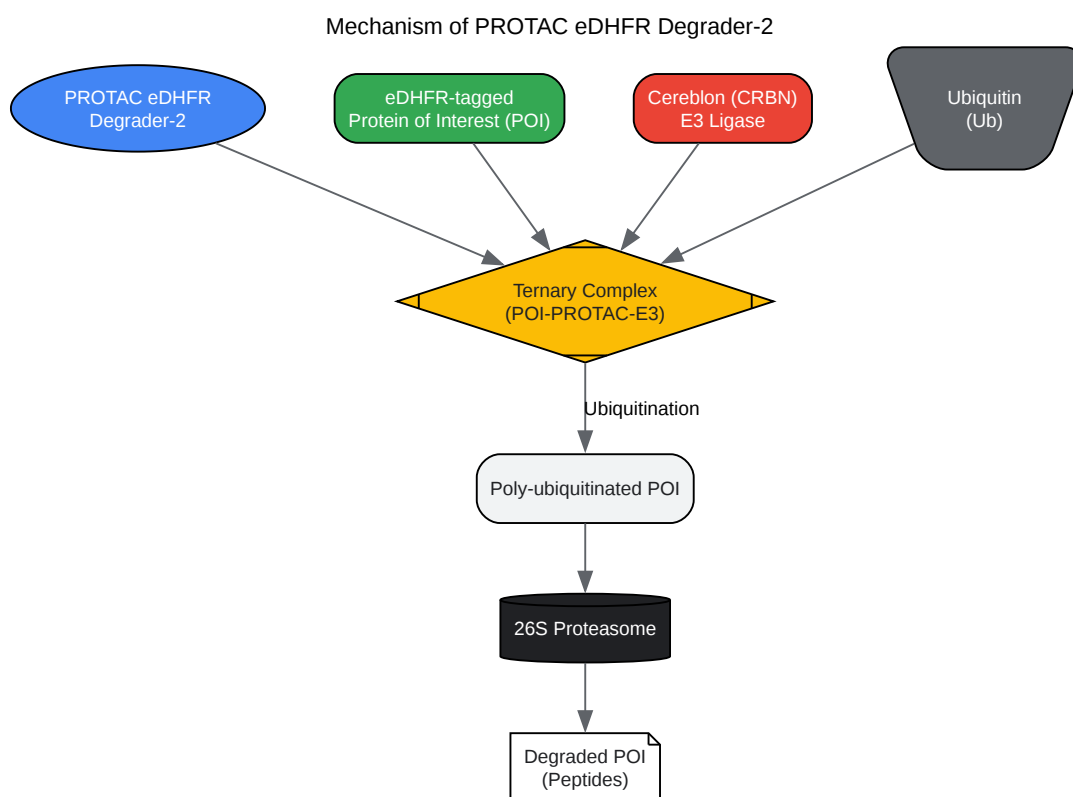 Mechanism of PROTAC eDHFR Degrader-2
PROTAC eDHFR
Degrader-2
eDHFR-tagged
Protein of Interest (POI)
Cereblon (CRBN)
E3 Ligase
Ubiquitin
(Ub)
Ternary Complex
(POI-PROTAC-E3)
Ubiquitination
Poly-ubiquitinated POI
26S Proteasome
Degraded POI
(Peptides)